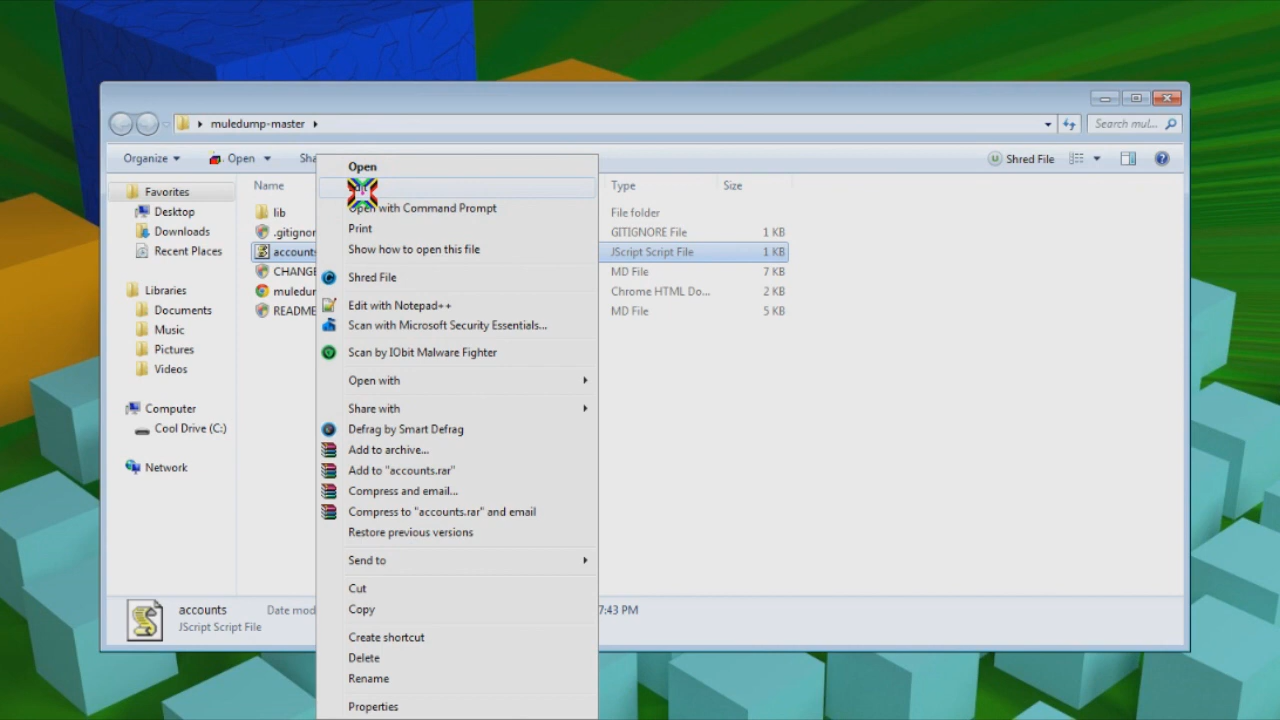 muledump-master
Search mul...
Organize
Open
Sha
Shred File
Favorites
Desktop
Downloads
Recent Places
Libraries
Documents
Music
Pictures
Videos
Computer
Cool Drive (C:)
Network
Name
Type
Size
lib
File folder
.gitignor
GITIGNORE File
1 KB
accounts
JScript Script File
1 KB
CHANGE
MD File
7 KB
muledun
Chrome HTML Do...
2 KB
README
MD File
5 KB
Open
Open with Command Prompt
Print
Show how to open this file
Shred File
Edit with Notepad++
Scan with Microsoft Security Essentials...
Scan by IObit Malware Fighter
Open with
Share with
Defrag by Smart Defrag
Add to archive...
Add to "accounts.rar"
Compress and email...
Compress to "accounts.rar" and email
Restore previous versions
Send to
Cut
Copy
Create shortcut
Delete
Rename
Properties
accounts
Date mod
7:43 PM
JScript Script File